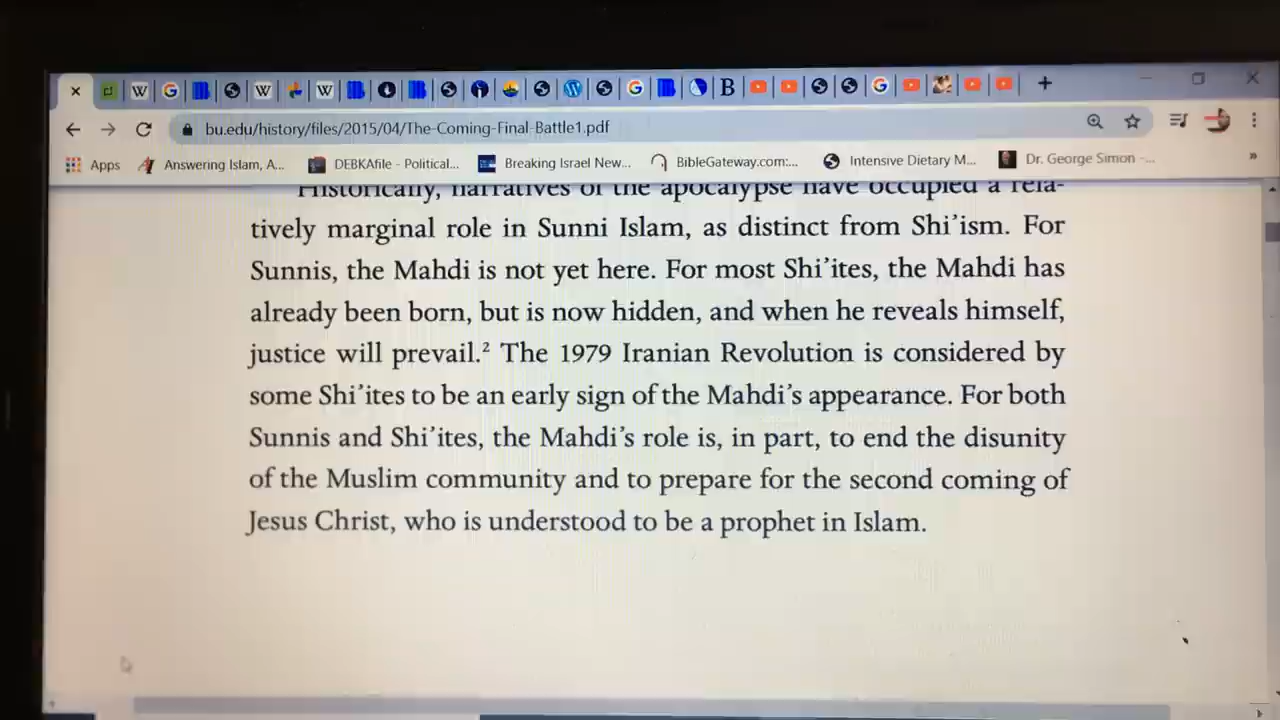 bu.edu/history/files/2015/04/The-Coming-Final-Battle1.pdf
Apps Answering Islam, A... DEBKAfile - Political... Breaking Israel New... BibleGateway.com:... Intensive Dietary M... Dr. George Simon -...
Historically, narratives of the apocalypse have occupied a rela-
tively marginal role in Sunni Islam, as distinct from Shi’ism. For
Sunnis, the Mahdi is not yet here. For most Shi’ites, the Mahdi has
already been born, but is now hidden, and when he reveals himself,
justice will prevail.² The 1979 Iranian Revolution is considered by
some Shi’ites to be an early sign of the Mahdi’s appearance. For both
Sunnis and Shi’ites, the Mahdi’s role is, in part, to end the disunity
of the Muslim community and to prepare for the second coming of
Jesus Christ, who is understood to be a prophet in Islam.